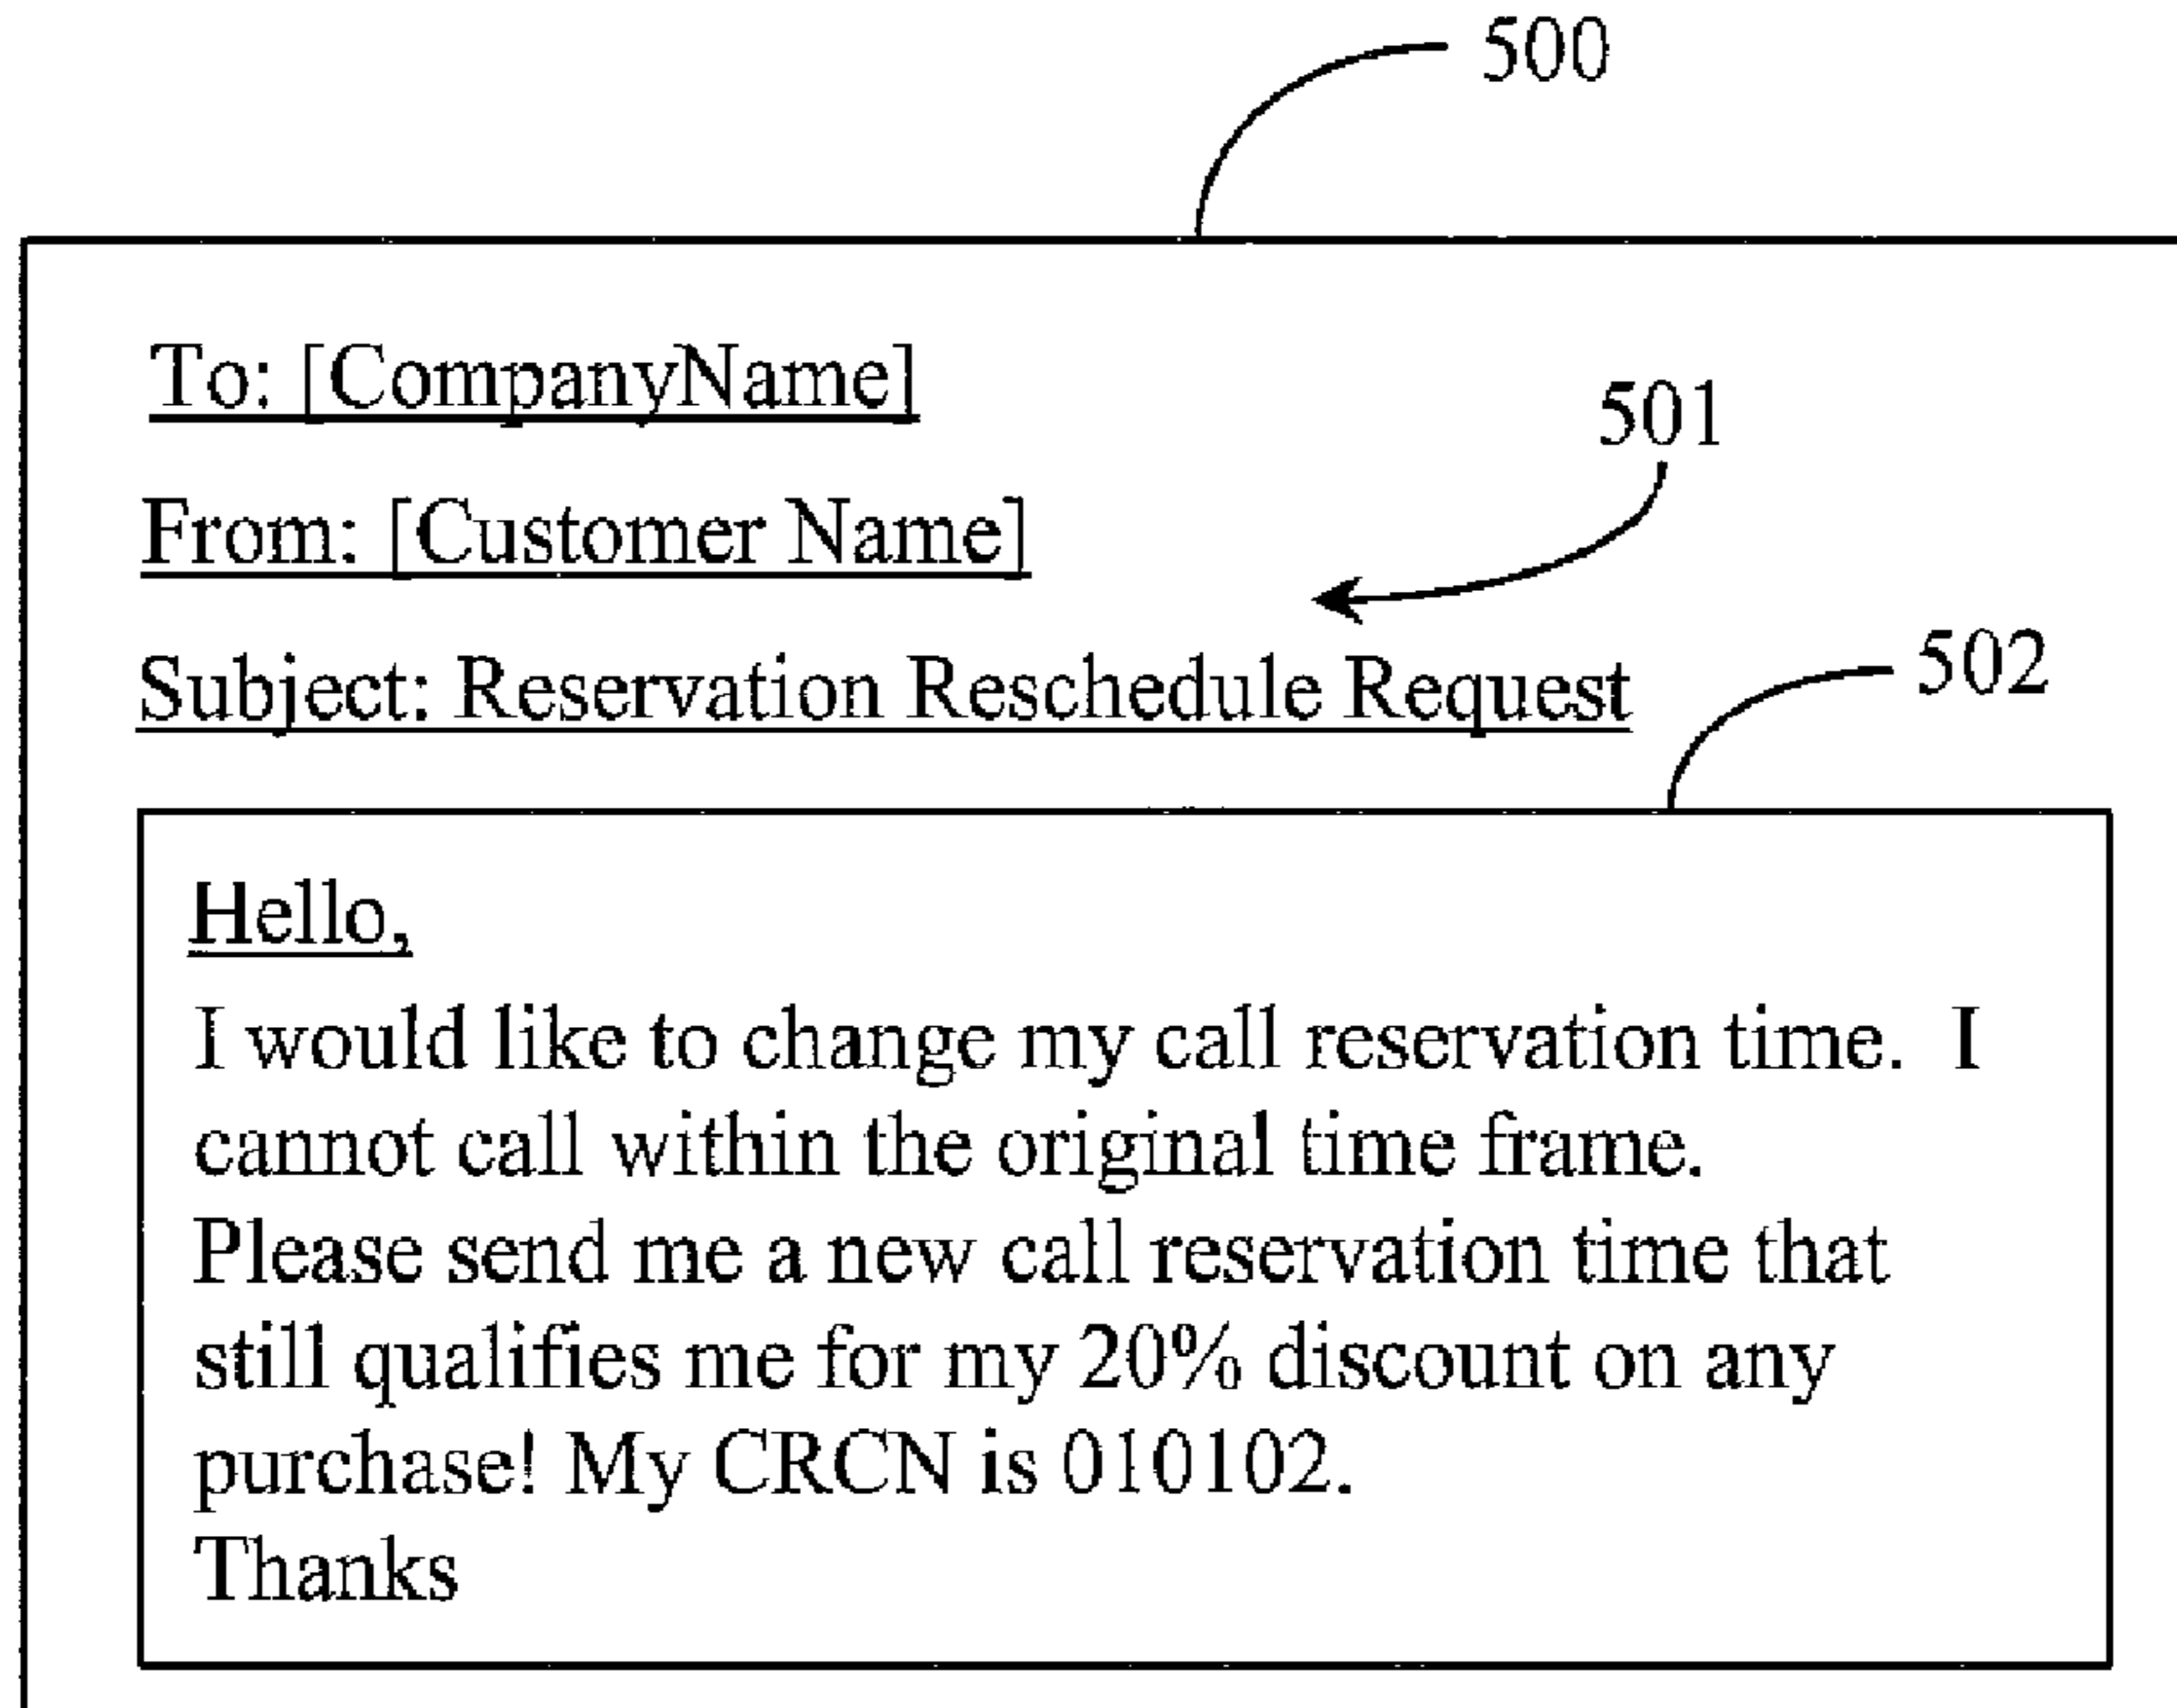 500
To: [CompanyName]
501
From: [Customer Name]
Subject: Reservation Reschedule Request
502
Hello,
I would like to change my call reservation time. I
cannot call within the original time frame.
Please send me a new call reservation time that
still qualifies me for my 20% discount on any
purchase! My CRCN is 010102.
Thanks